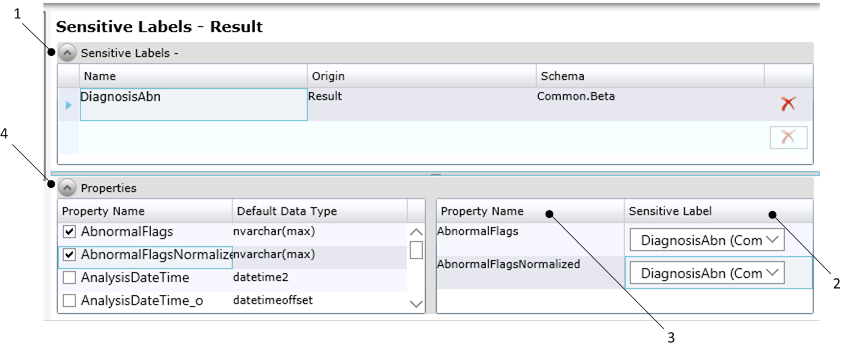 1
Sensitive Labels - Result
Sensitive Labels -
Name Origin Schema
DiagnosisAbn Result Common.Beta
4
Properties
Property Name Default Data Type Property Name Sensitive Label
AbnormalFlags nvarchar(max) AbnormalFlags DiagnosisAbn (Com
AbnormalFlagsNormalize nvarchar(max) AbnormalFlagsNormalized DiagnosisAbn (Com
AnalysisDateTime datetime2
AnalysisDateTime_o datetimeoffset
2
3